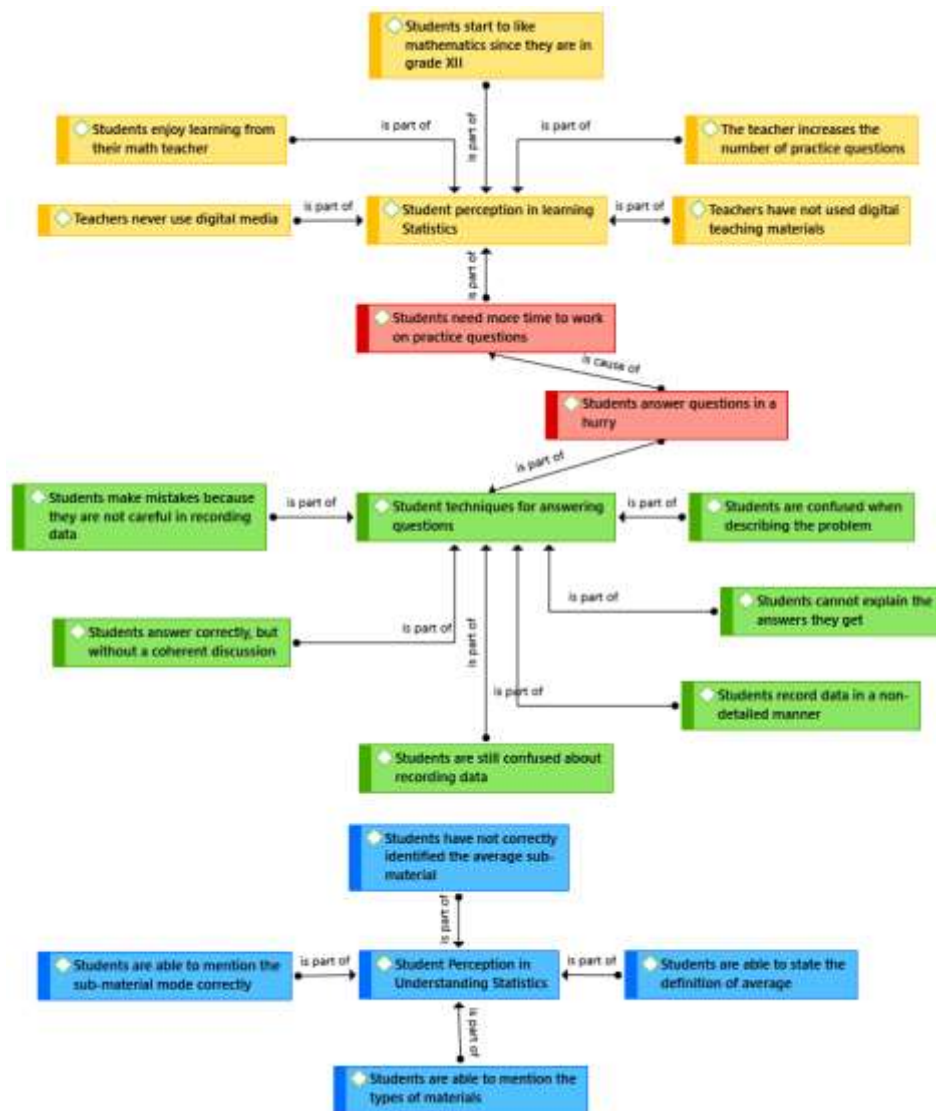 Students start to like
mathematics since they are in
grade XII
Students enjoy learning from
their math teacher
is part of
is part of
is part of
The teacher increases the
number of practice questions
Teachers never use digital media
is part of
Student perception in learning
Statistics
is part of
Teachers have not used digital
teaching materials
is part of
Students need more time to work
on practice questions
is cause of
Students answer questions in a
hurry
is part of
Students make mistakes because
they are not careful in recording
data
is part of
Student techniques for answering
questions
is part of
Students are confused when
describing the problem
is part of
Students cannot explain the
answers they get
Students answer correctly, but
without a coherent discussion
is part of
is part of
is part of
Students record data in a non-
detailed manner
Students are still confused about
recording data
Students have not correctly
identified the average sub-
material
is part of
Students are able to mention the
sub-material mode correctly
is part of
Student Perception in
Understanding Statistics
is part of
Students are able to state the
definition of average
is part of
Students are able to mention the
types of materials